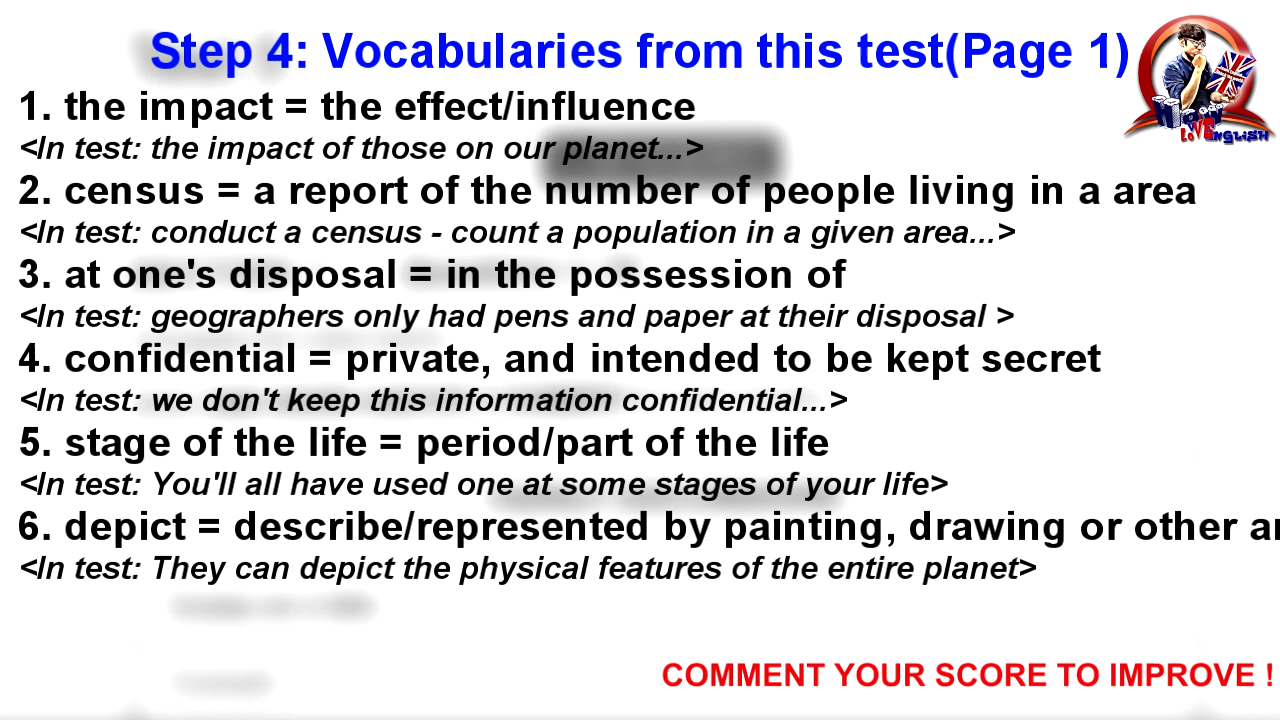 Step 4: Vocabularies from this test(Page 1)
LOVE ENGLISH
1. the impact = the effect/influence
<In test: the impact of those on our planet...>
2. census = a report of the number of people living in a area
<In test: conduct a census - count a population in a given area...>
3. at one's disposal = in the possession of
<In test: geographers only had pens and paper at their disposal >
4. confidential = private, and intended to be kept secret
<In test: we don't keep this information confidential...>
5. stage of the life = period/part of the life
<In test: You'll all have used one at some stages of your life>
6. depict = describe/represented by painting, drawing or other
<In test: They can depict the physical features of the entire planet>
COMMENT YOUR SCORE TO IMPROVE !